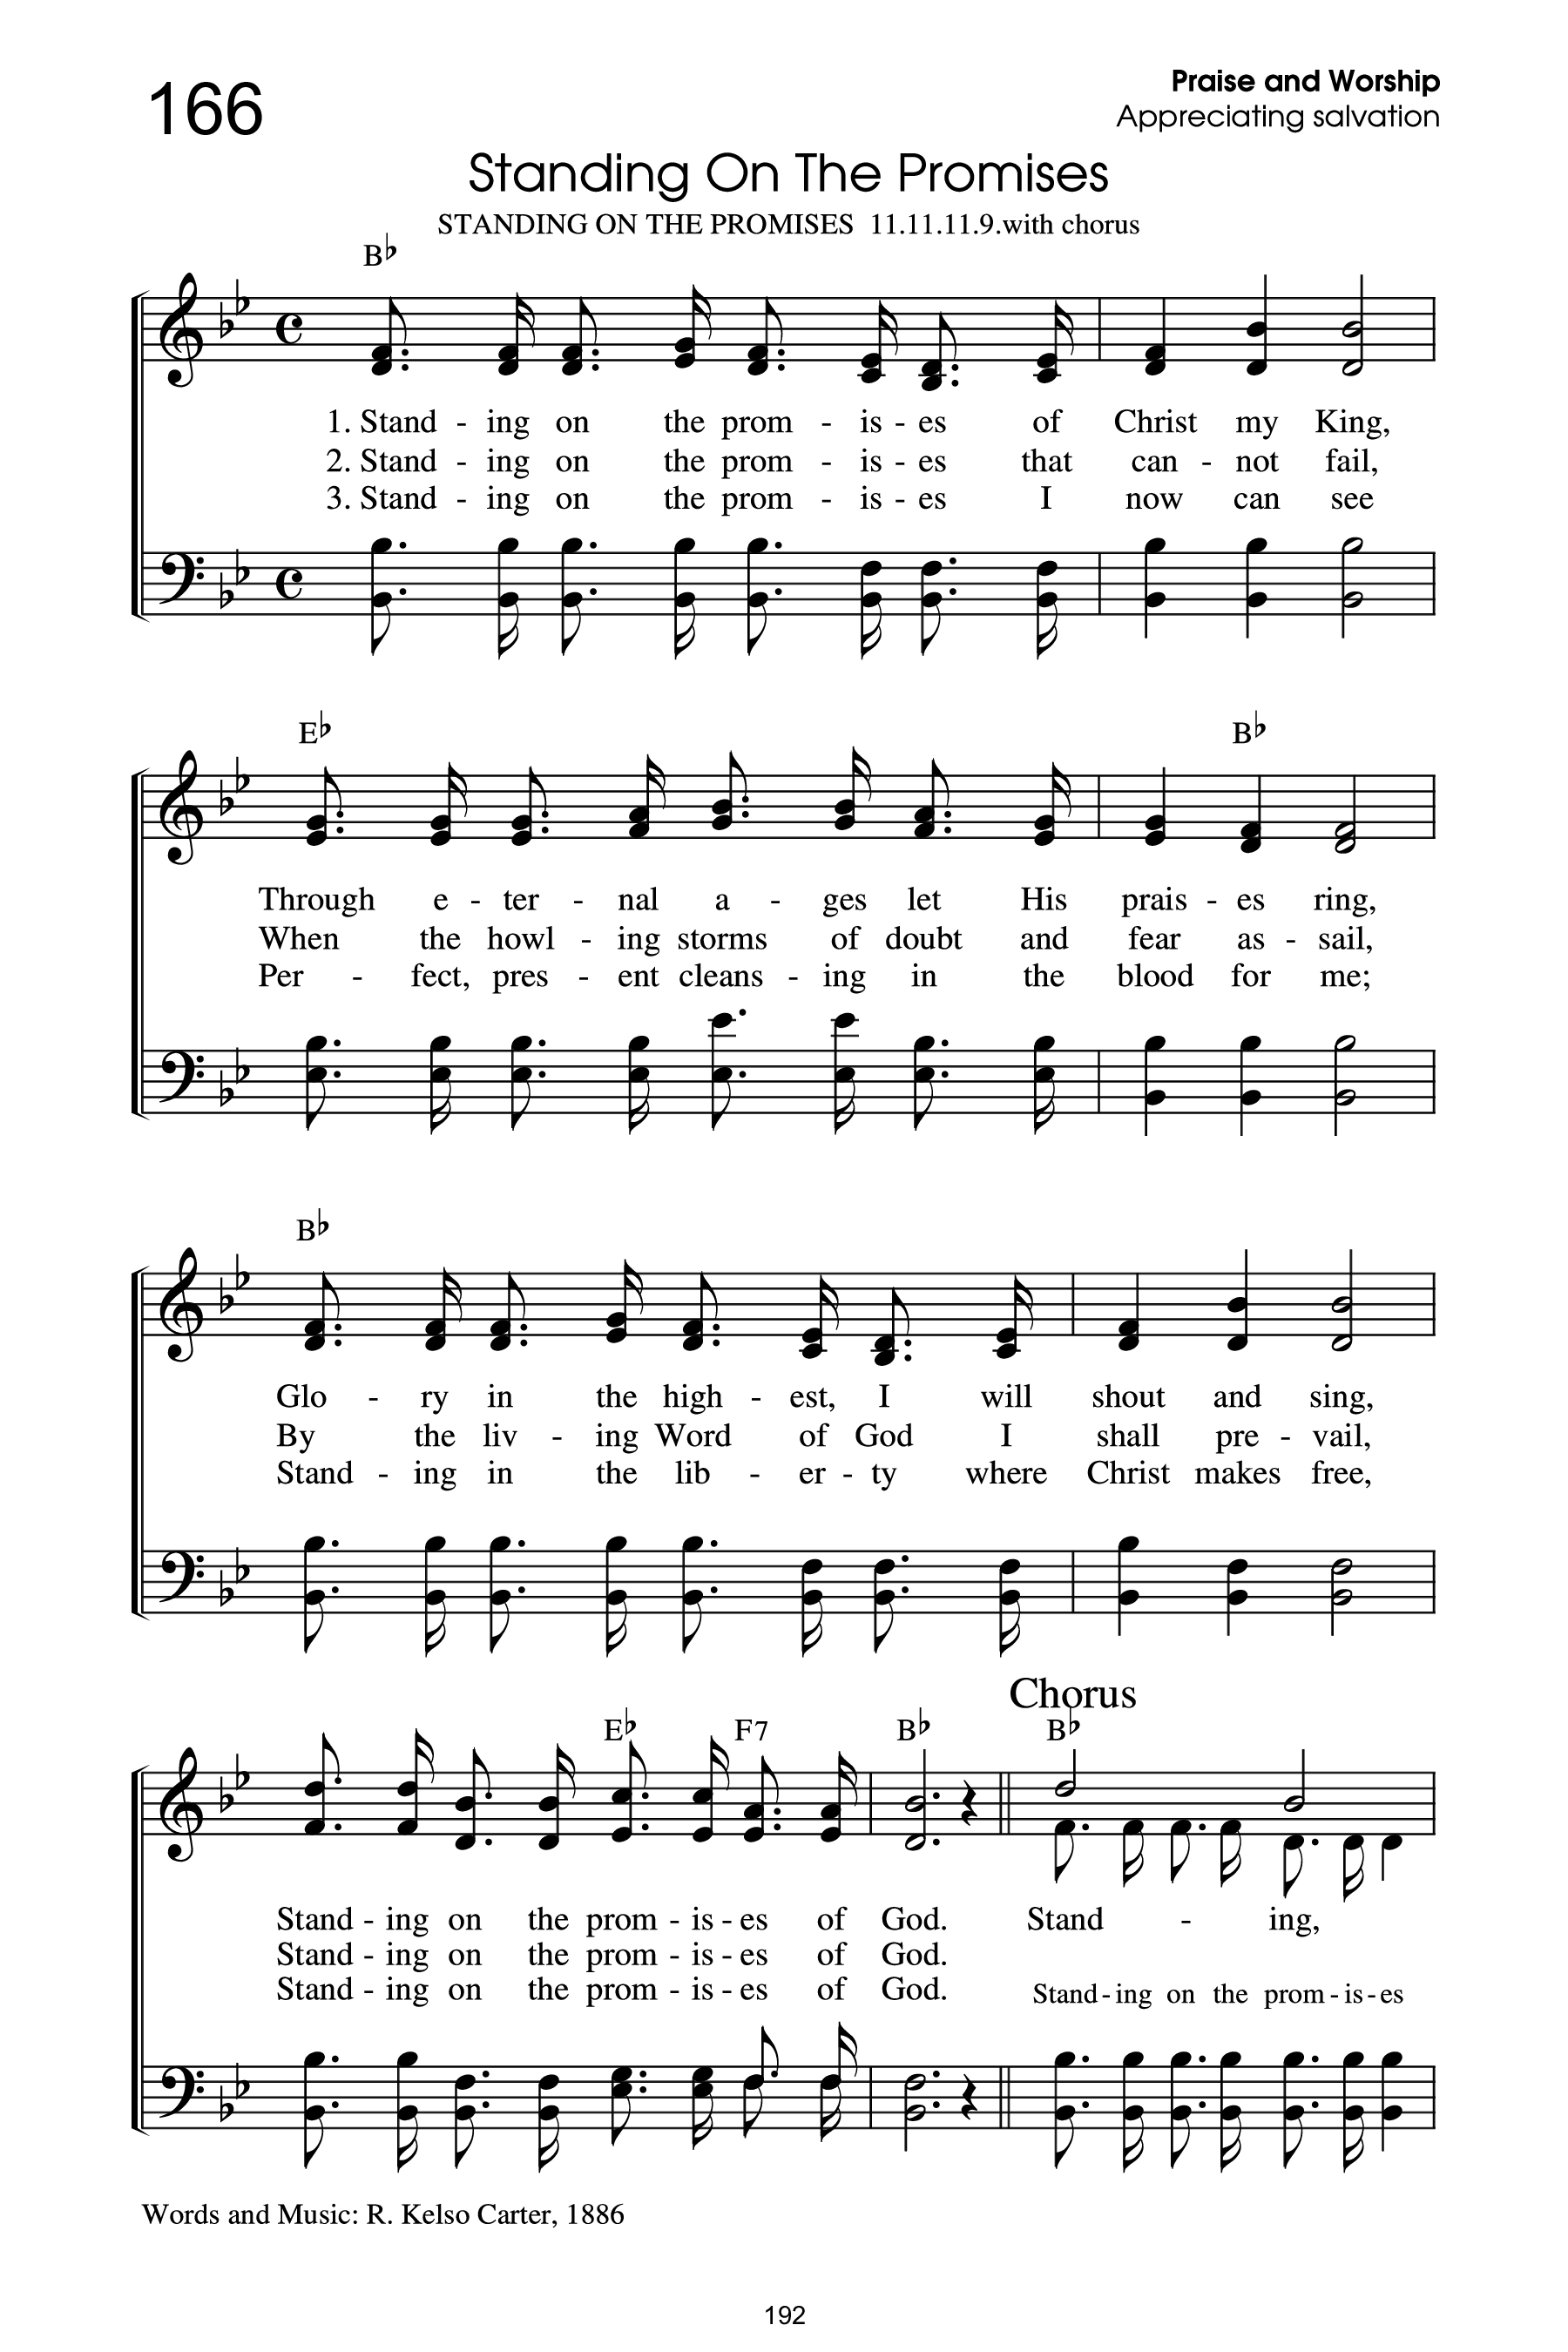 166
Praise and Worship
Appreciating salvation
Standing On The Promises
STANDING ON THE PROMISES 11.11.11.9.with chorus
B♭
1. Stand - ing on the prom - is - es of Christ my King,
2. Stand - ing on the prom - is - es that can - not fail,
3. Stand - ing on the prom - is - es I now can see
E♭ B♭
Through e - ter - nal a - ges let His prais - es ring,
When the howl - ing storms of doubt and fear as - sail,
Per - fect, pres - ent cleans - ing in the blood for me;
B♭
Glo - ry in the high - est, I will shout and sing,
By the liv - ing Word of God I shall pre - vail,
Stand - ing in the lib - er - ty where Christ makes free,
Chorus
E♭ F7 B♭ B♭
Stand - ing on the prom - is - es of God. Stand - ing,
Stand - ing on the prom - is - es of God.
Stand - ing on the prom - is - es of God. Stand - ing on the prom - is - es
Words and Music: R. Kelso Carter, 1886
192